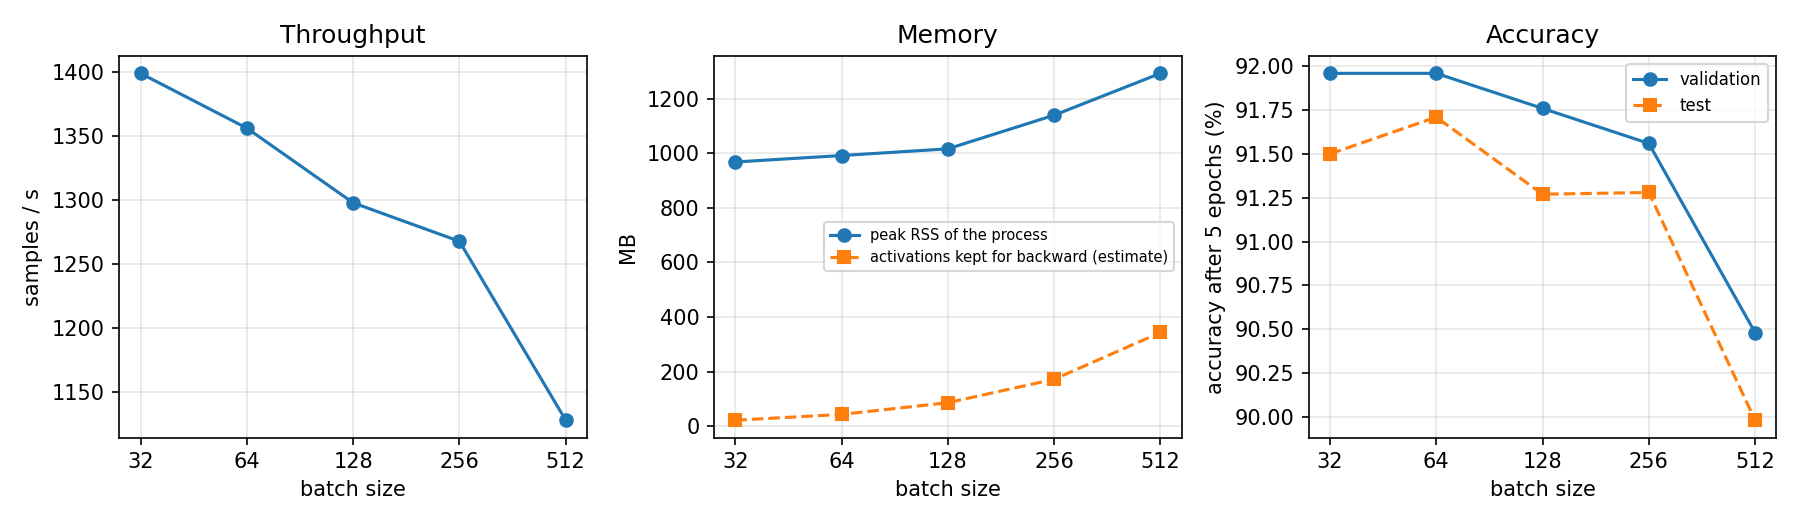 Throughput
samples / s
1400
1350
1300
1250
1200
1150
32 64 128 256 512
batch size
Memory
MB
1200
1000
800
600
400
200
0
peak RSS of the process
activations kept for backward (estimate)
32 64 128 256 512
batch size
Accuracy
accuracy after 5 epochs (%)
92.00
91.75
91.50
91.25
91.00
90.75
90.50
90.25
90.00
validation
test
32 64 128 256 512
batch size